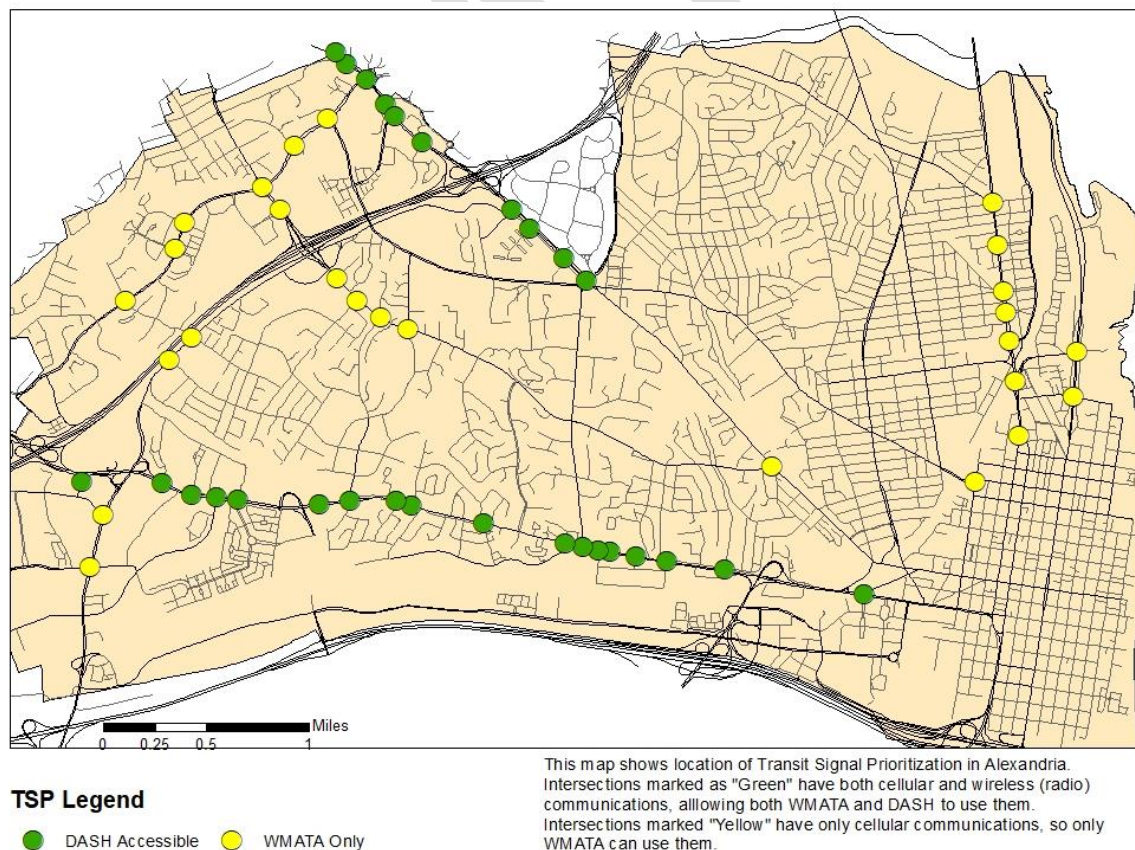 Miles
0 0.25 0.5 1
TSP Legend
DASH Accessible WMATA Only
This map shows location of Transit Signal Prioritization in Alexandria.
Intersections marked as "Green" have both cellular and wireless (radio)
communications, alllowing both WMATA and DASH to use them.
Intersections marked "Yellow" have only cellular communications, so only
WMATA can use them.